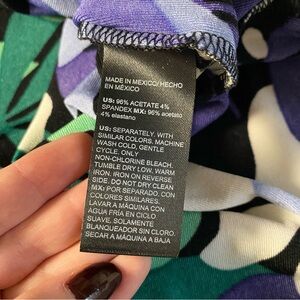 MADE IN MEXICO/HECHO
EN MÉXICO
US: 96% ACETATE 4%
SPANDEX MX: 96% acetato
4% elastano
US: SEPARATELY, WITH
SIMILAR COLORS, MACHINE
WASH COLD, GENTLE
CYCLE, ONLY
NON-CHLORINE BLEACH,
TUMBLE DRY LOW, WARM
IRON, IRON ON REVERSE
SIDE, DO NOT DRY CLEAN
MX: POR SEPARADO, CON
COLORES SIMILARES,
LAVAR A MÁQUINA CON
AGUA FRÍA EN CICLO
SUAVE, SOLAMENTE
BLANQUEADOR SIN CLORO,
SECAR A MÁQUINA A BAJA